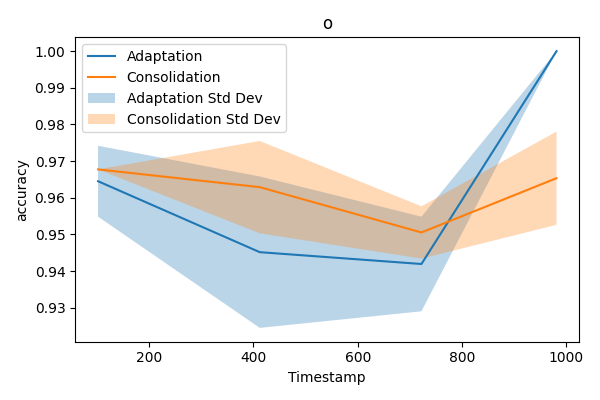 o
1.00
0.99
0.98
0.97
0.96
0.95
0.94
0.93
accuracy
Adaptation
Consolidation
Adaptation Std Dev
Consolidation Std Dev
200 400 600 800 1000
Timestamp